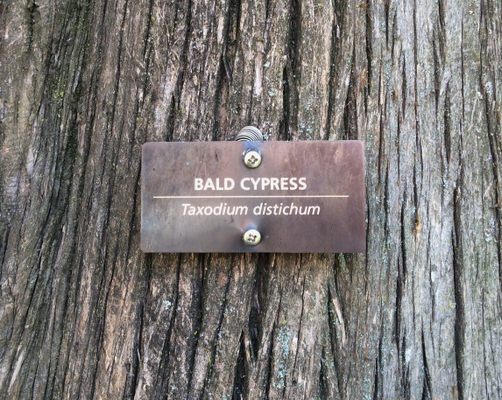 BALD CYPRESS
Taxodium distichum